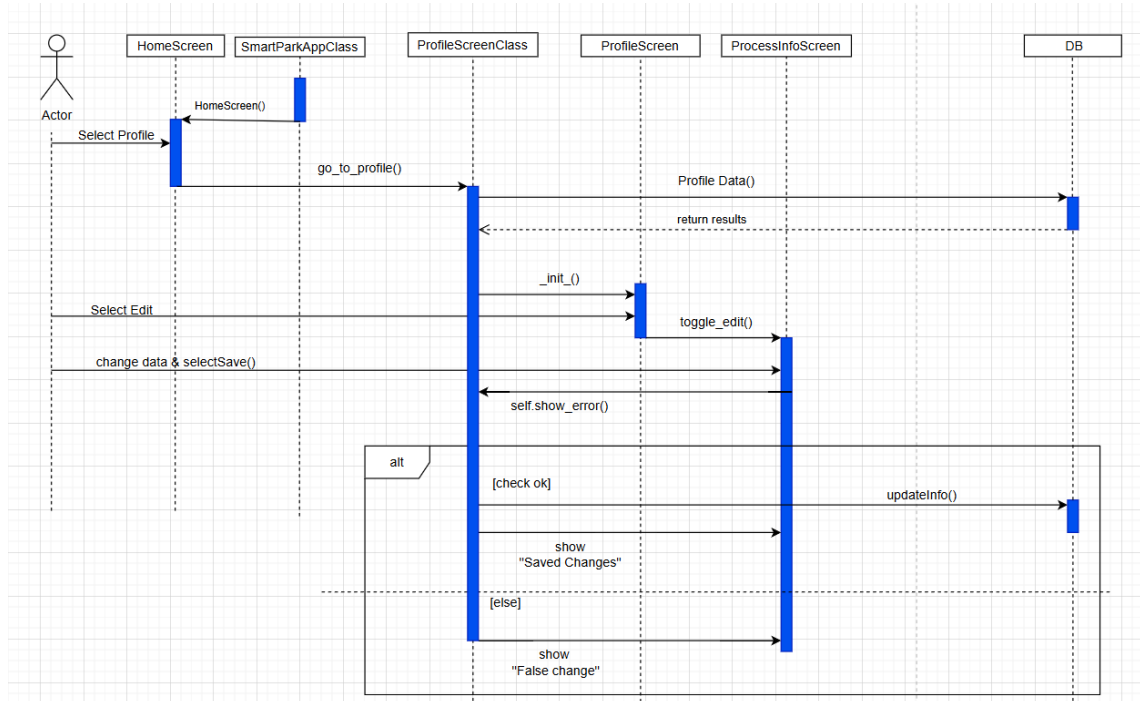 HomeScreen
SmartParkAppClass
ProfileScreenClass
ProfileScreen
ProcessInfoScreen
DB
Actor
HomeScreen()
Select Profile
go_to_profile()
Profile Data()
return results
_init_()
Select Edit
toggle_edit()
change data & selectSave()
self.show_error()
alt
[check ok]
updateInfo()
show
"Saved Changes"
[else]
show
"False change"